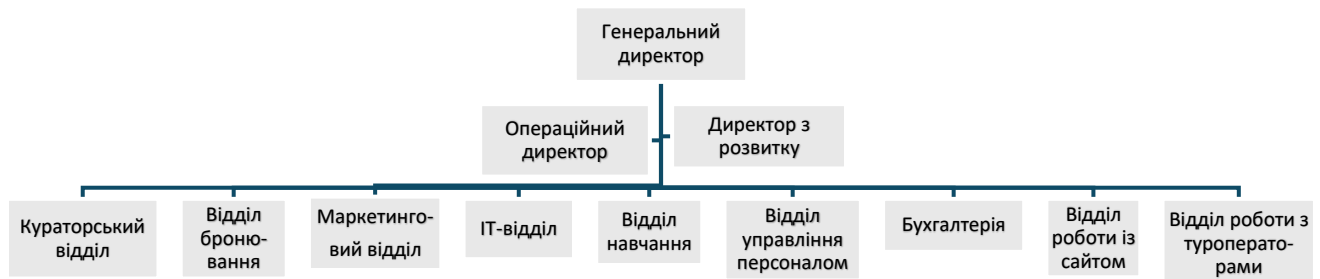 Генеральний
директор
Операційний
директор
Директор з
розвитку
Кураторський
відділ
Відділ
броню-
вання
Маркетинго-
вий відділ
ІТ-відділ
Відділ
навчання
Відділ
управління
персоналом
Бухгалтерія
Відділ
роботи із
сайтом
Відділ роботи з
туроперато-
рами